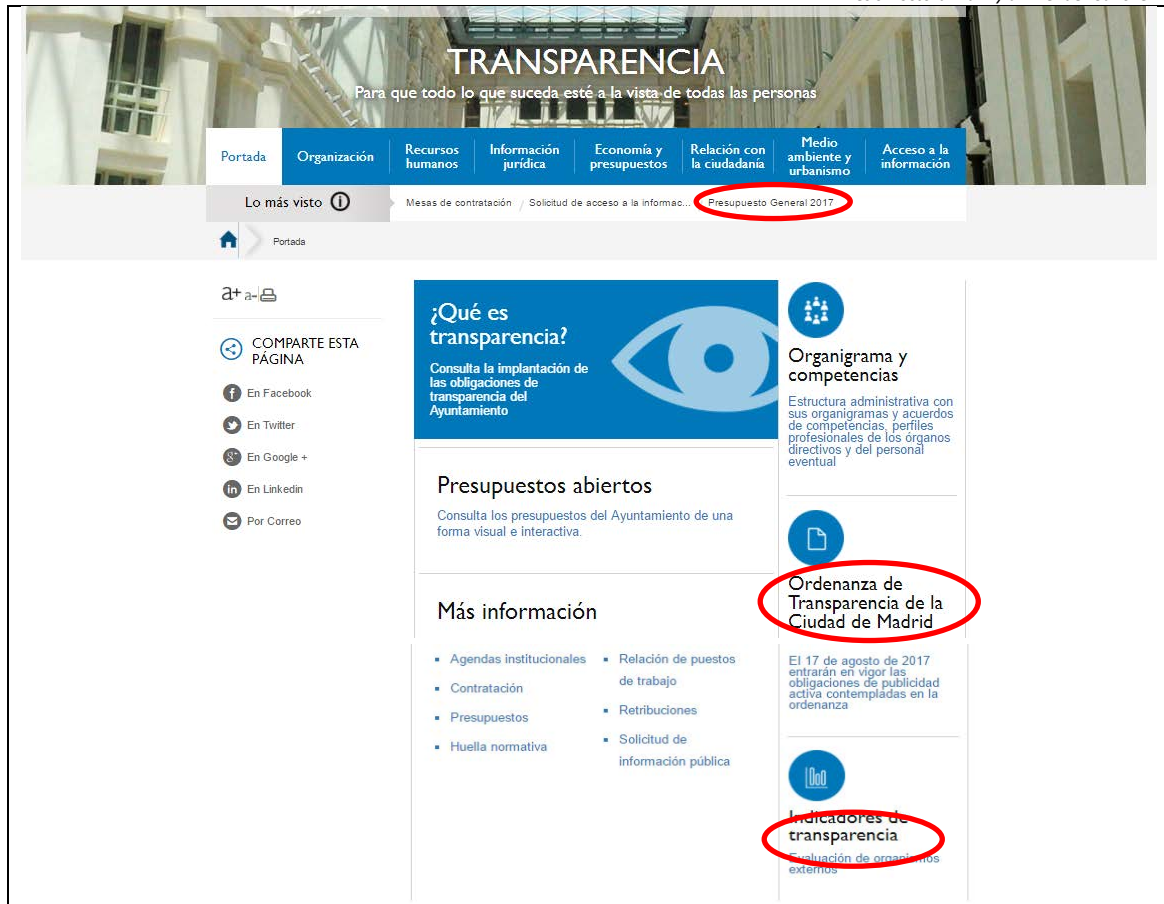 TRANSPARENCIA
Para que todo lo que suceda esté a la vista de todas las personas
Portada
Organización
Recursos
humanos
Información
jurídica
Economía y
presupuestos
Relación con
la ciudadanía
Medio
ambiente y
urbanismo
Acceso a la
información
Lo más visto
Mesas de contratación / Solicitud de acceso a la informac... Presupuesto General 2017
Portada
a+ a-
COMPARTE ESTA
PÁGINA
En Facebook
En Twitter
En Google +
En Linkedin
Por Correo
¿Qué es
transparencia?
Consulta la implantación de
las obligaciones de
transparencia del
Ayuntamiento
Presupuestos abiertos
Consulta los presupuestos del Ayuntamiento de una
forma visual e interactiva.
Más información
Agendas institucionales
Contratación
Presupuestos
Huella normativa
Relación de puestos
de trabajo
Retribuciones
Solicitud de
información pública
Organigrama y
competencias
Estructura administrativa con
sus organigramas y acuerdos
de competencias, perfiles
profesionales de los órganos
directivos y del personal
eventual
Ordenanza de
Transparencia de la
Ciudad de Madrid
El 17 de agosto de 2017
entrarán en vigor las
obligaciones de publicidad
activa contempladas en la
ordenanza
Indicadores de
transparencia
Evaluación de organismos
externos